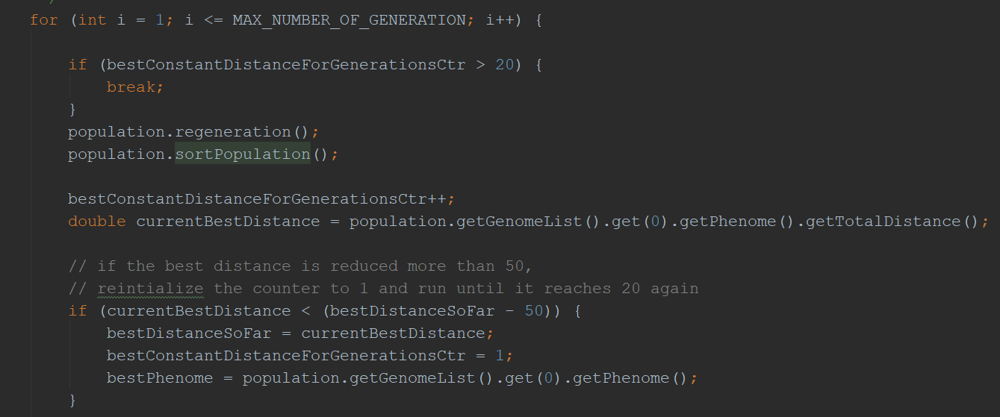 for (int i = 1; i <= MAX_NUMBER_OF_GENERATION; i++) {
if (bestConstantDistanceForGenerationsCtr > 20) {
break;
}
population.regeneration();
population.sortPopulation();
bestConstantDistanceForGenerationsCtr++;
double currentBestDistance = population.getGenomeList().get(0).getPhenome().getTotalDistance();
// if the best distance is reduced more than 50,
// reintialize the counter to 1 and run until it reaches 20 again
if (currentBestDistance < (bestDistanceSoFar - 50)) {
bestDistanceSoFar = currentBestDistance;
bestConstantDistanceForGenerationsCtr = 1;
bestPhenome = population.getGenomeList().get(0).getPhenome();
}